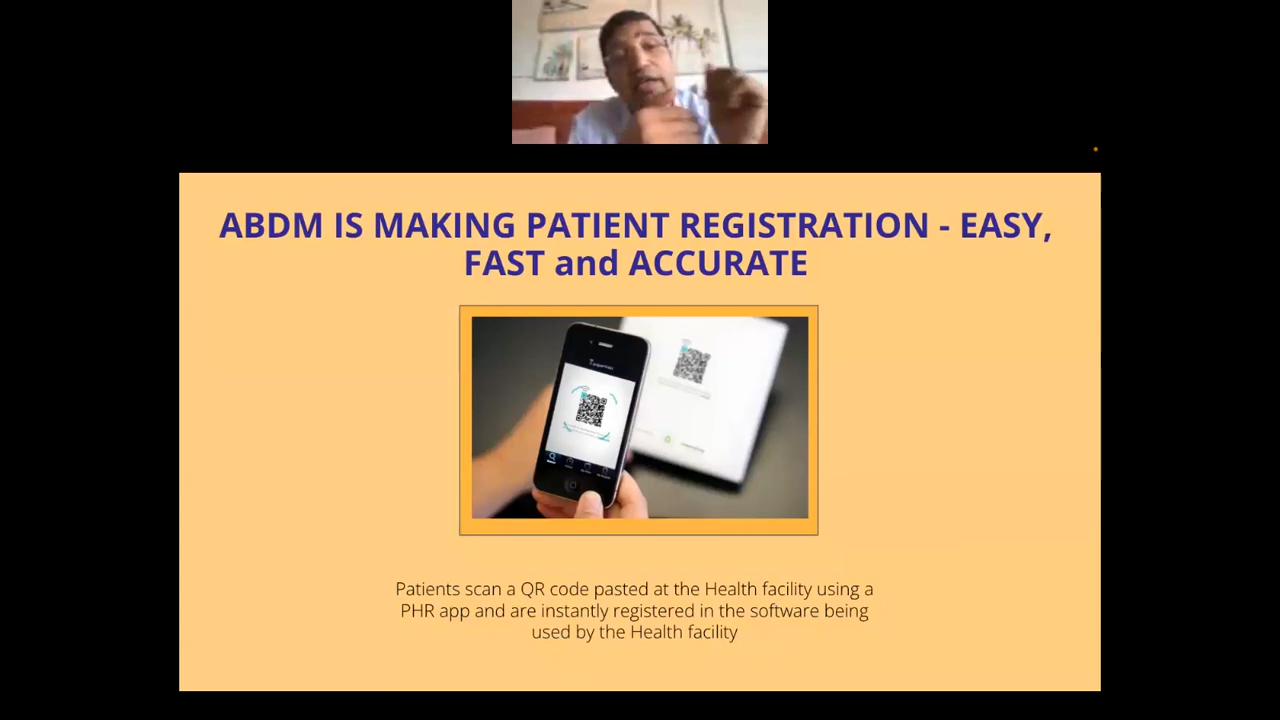 ABDM IS MAKING PATIENT REGISTRATION - EASY,
FAST and ACCURATE
Patients scan a QR code pasted at the Health facility using a
PHR app and are instantly registered in the software being
used by the Health facility